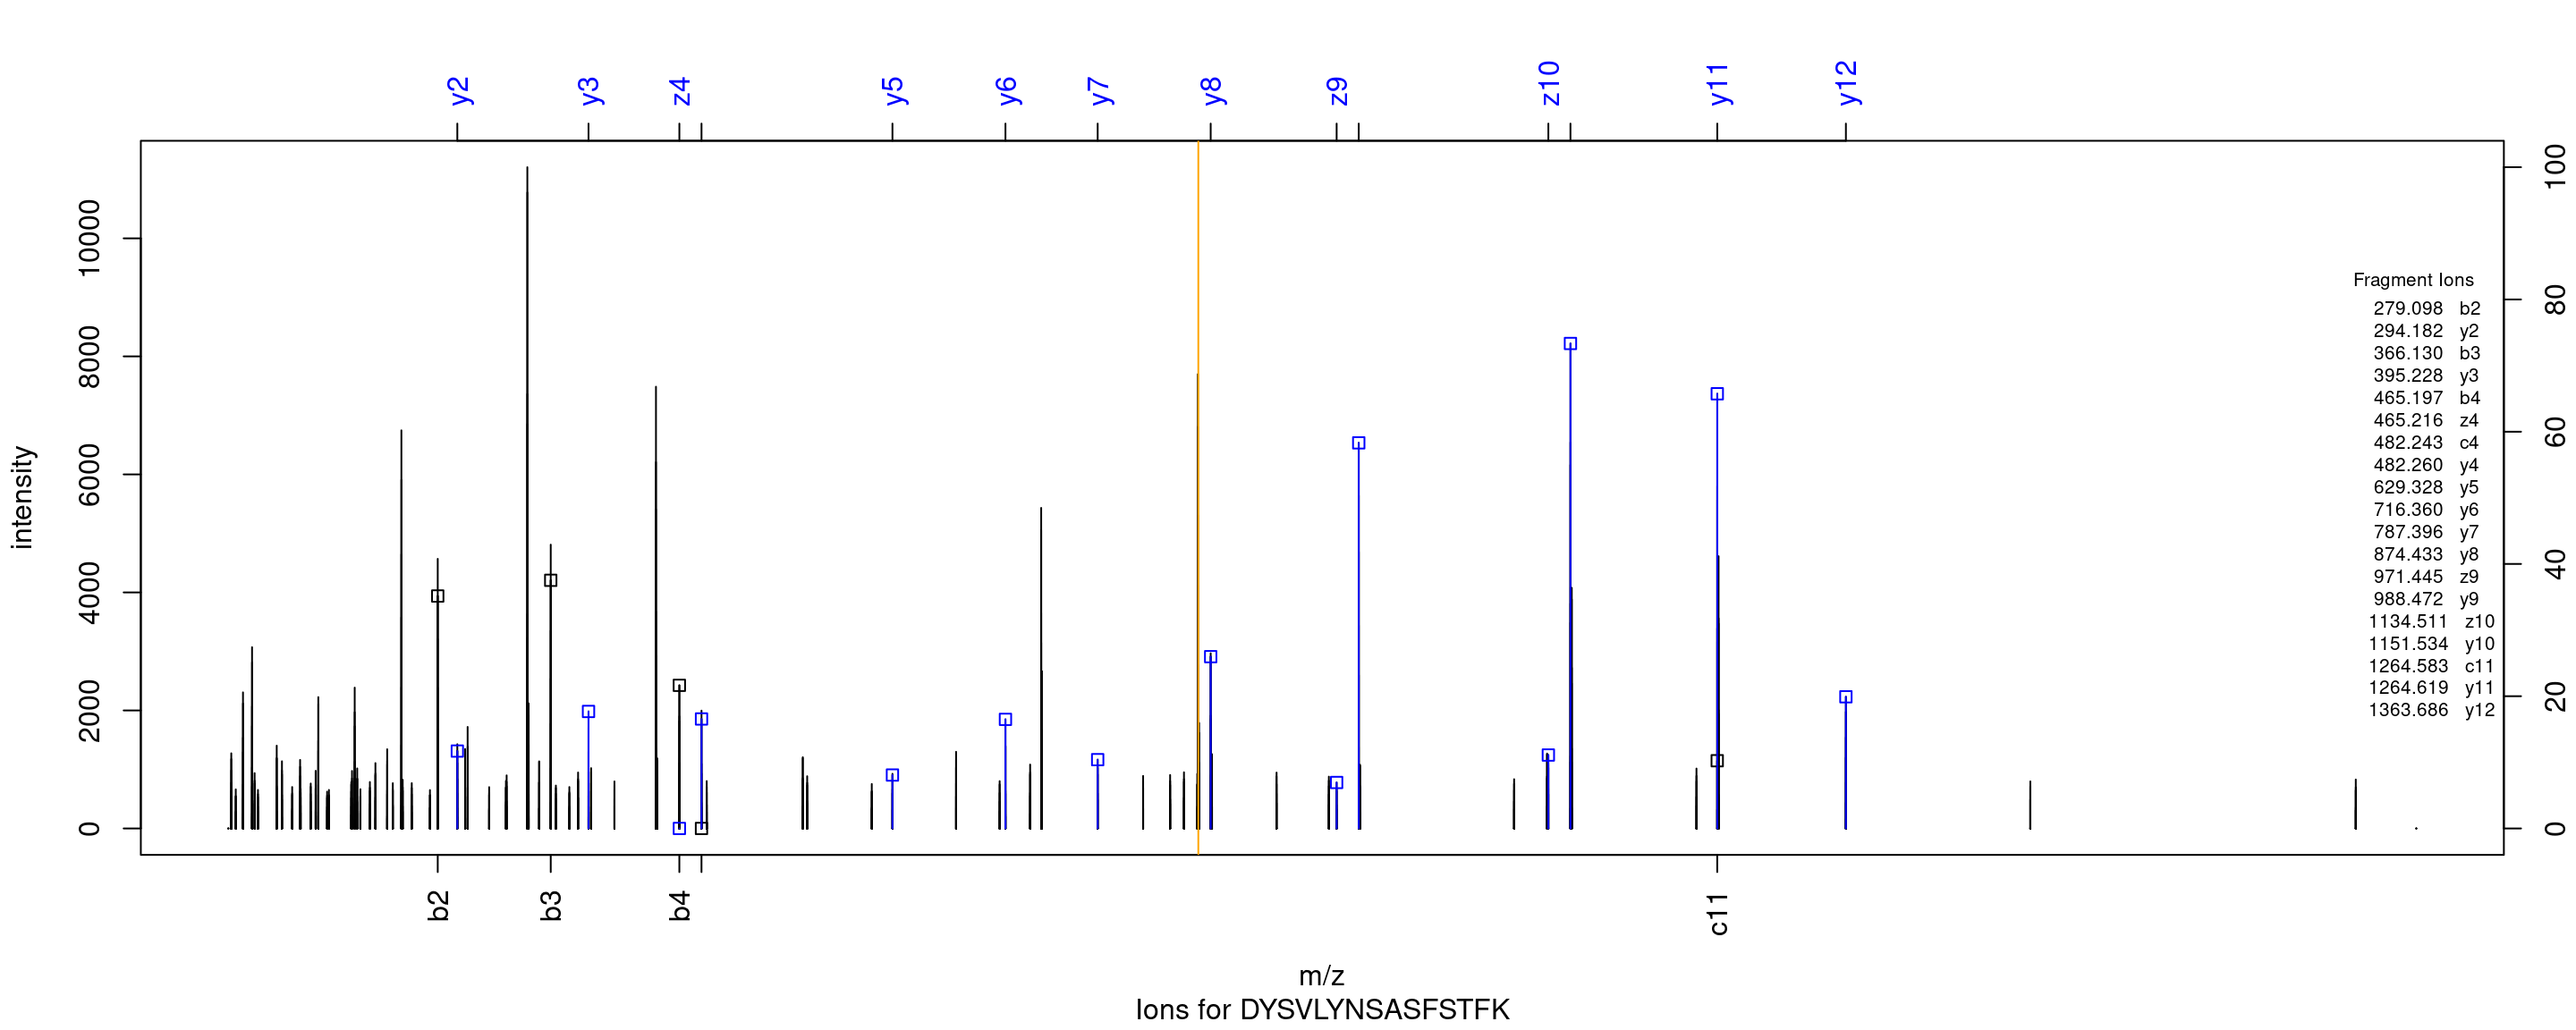 y2 y3 z4 y5 y6 y7 y8 z9 z10 y11 y12
intensity
0 2000 4000 6000 8000 10000
0 20 40 60 80 100
Fragment Ions
279.098 b2
294.182 y2
366.130 b3
395.228 y3
465.197 b4
465.216 z4
482.243 c4
482.260 y4
629.328 y5
716.360 y6
787.396 y7
874.433 y8
971.445 z9
988.472 y9
1134.511 z10
1151.534 y10
1264.583 c11
1264.619 y11
1363.686 y12
b2 b3 b4 c11
m/z
Ions for DYSVLYNSASFSTFK